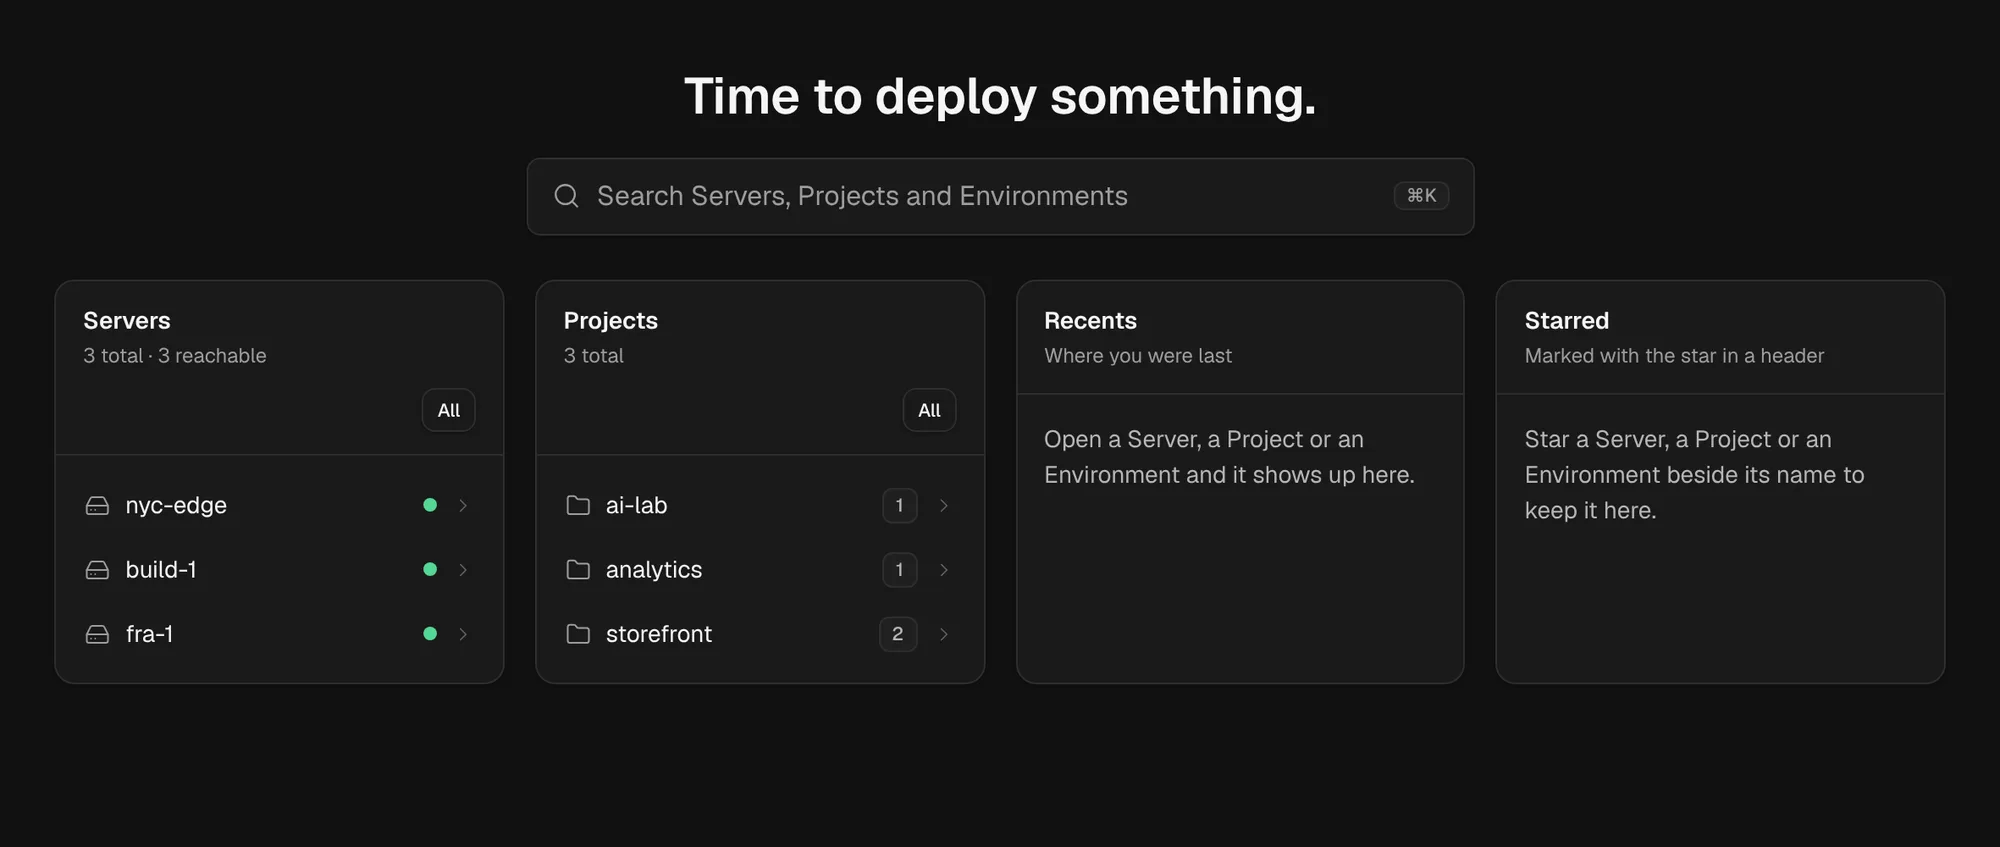 Time to deploy something.
Search Servers, Projects and Environments
⌘K
Servers
3 total · 3 reachable
All
nyc-edge
build-1
fra-1
Projects
3 total
All
ai-lab
1
analytics
1
storefront
2
Recents
Where you were last
Open a Server, a Project or an
Environment and it shows up here.
Starred
Marked with the star in a header
Star a Server, a Project or an
Environment beside its name to
keep it here.